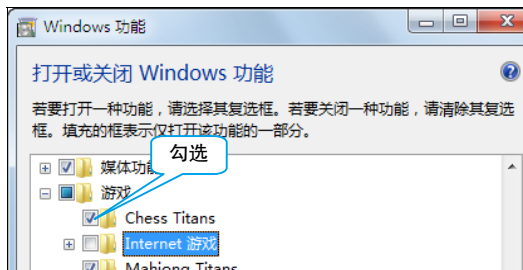 Windows 功能
打开或关闭 Windows 功能
若要打开一种功能，请选择其复选框。若要关闭一种功能，请清除其复选
框。填充的框表示仅打开该功能的一部分。
勾选
媒体功能
游戏
Chess Titans
Internet 游戏
Mahjong Titans